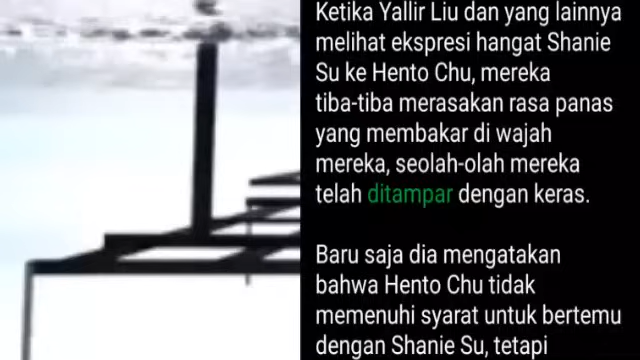 Ketika Yallir Liu dan yang lainnya
melihat ekspresi hangat Shanie
Su ke Hento Chu, mereka
tiba-tiba merasakan rasa panas
yang membakar di wajah
mereka, seolah-olah mereka
telah ditampar dengan keras.
Baru saja dia mengatakan
bahwa Hento Chu tidak
memenuhi syarat untuk bertemu
dengan Shanie Su, tetapi